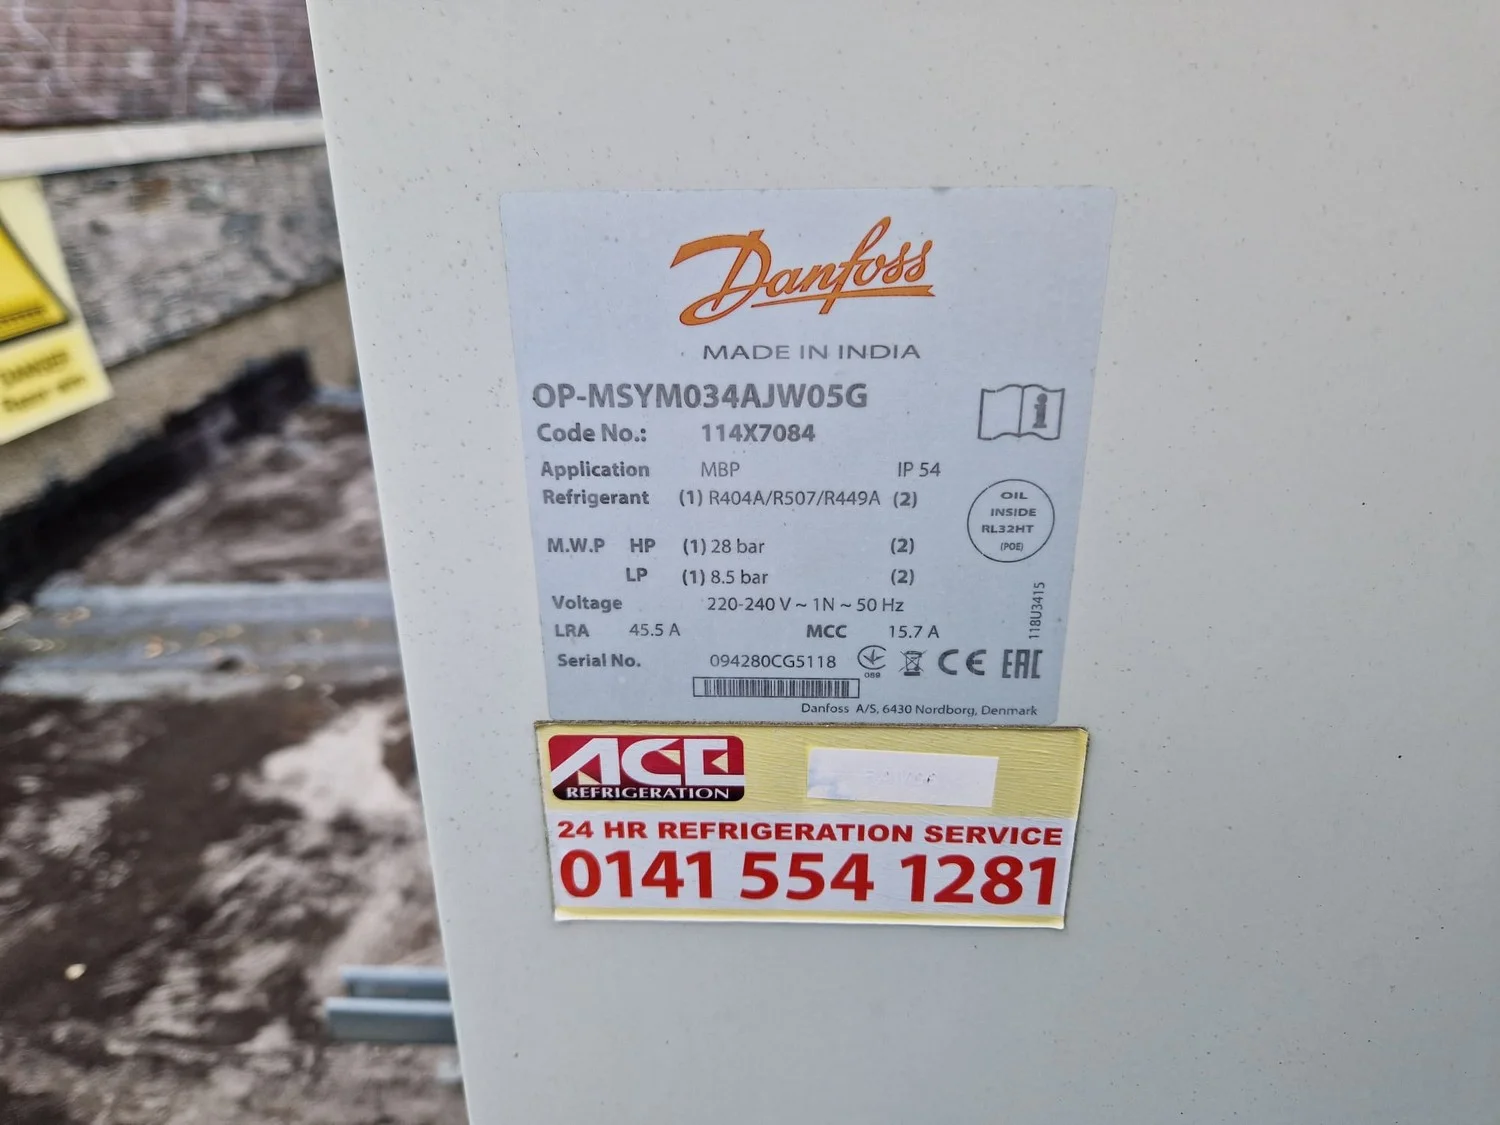 Danfoss
MADE IN INDIA
OP-MSYM034AJW05G
Code No.: 114X7084
Application MBP IP 54
Refrigerant (1) R404A/R507/R449A (2)
OIL
INSIDE
RL32HT
(POE)
M.W.P HP (1) 28 bar (2)
LP (1) 8.5 bar (2)
Voltage 220-240 V ~ 1N ~ 50 Hz
LRA 45.5 A MCC 15.7 A
118U3415
Serial No. 094280CG5118 089 CE EAC
Danfoss A/S, 6430 Nordborg, Denmark
ACE
REFRIGERATION
24 HR REFRIGERATION SERVICE
0141 554 1281
DANGER